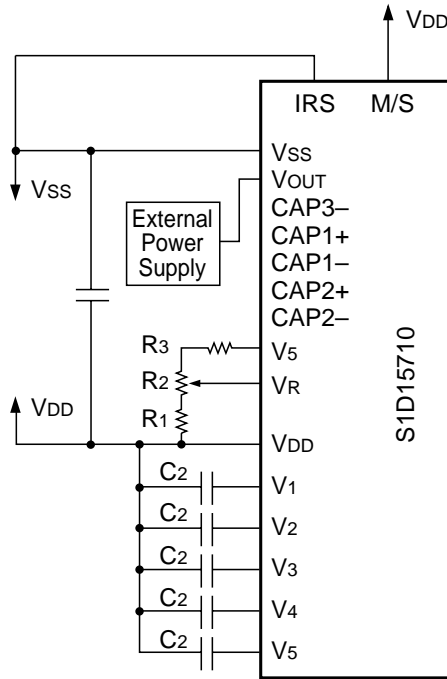 VDD
IRS M/S
VSS
VSS
VOUT
External
Power
Supply
CAP3–
CAP1+
CAP1–
CAP2+
CAP2–
R3 V5
R2 VR
R1
VDD VDD
C2 V1
C2 V2
C2 V3
C2 V4
C2 V5
S1D15710